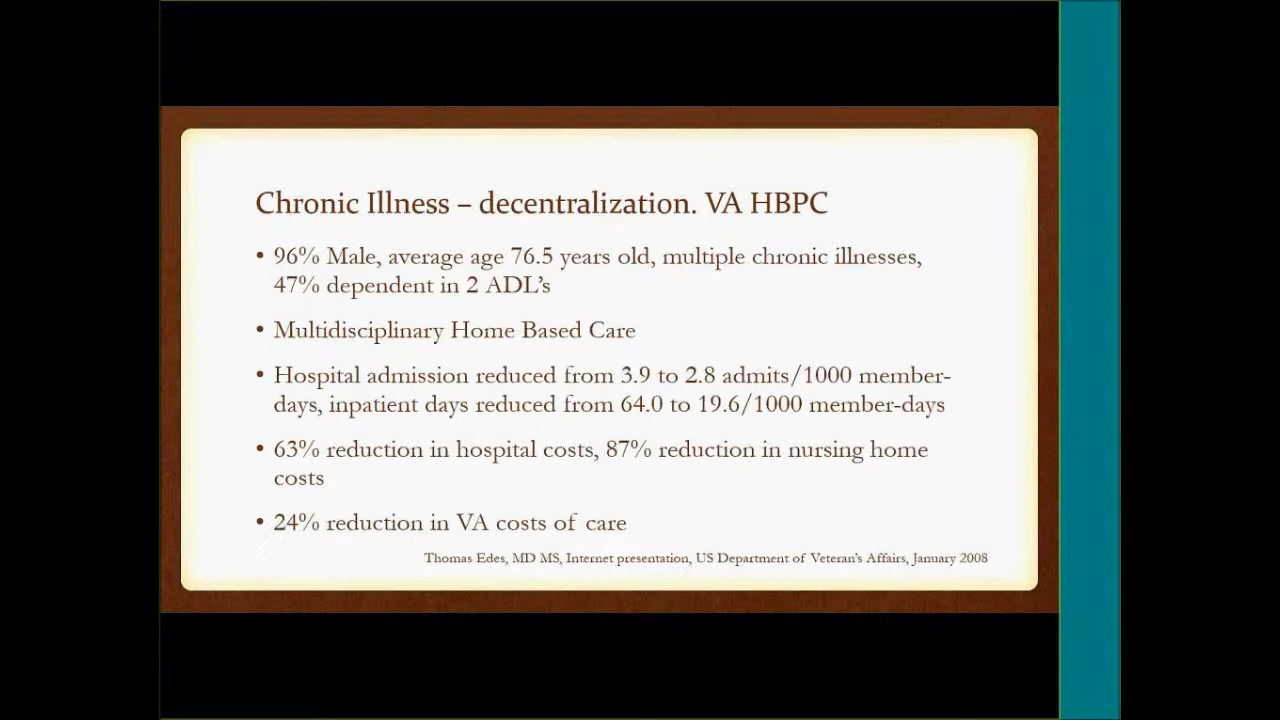 Chronic Illness – decentralization. VA HBPC
• 96% Male, average age 76.5 years old, multiple chronic illnesses,
47% dependent in 2 ADL's
• Multidisciplinary Home Based Care
• Hospital admission reduced from 3.9 to 2.8 admits/1000 member-
days, inpatient days reduced from 64.0 to 19.6/1000 member-days
• 63% reduction in hospital costs, 87% reduction in nursing home
costs
• 24% reduction in VA costs of care
Thomas Edes, MD MS, Internet presentation, US Department of Veteran's Affairs, January 2008